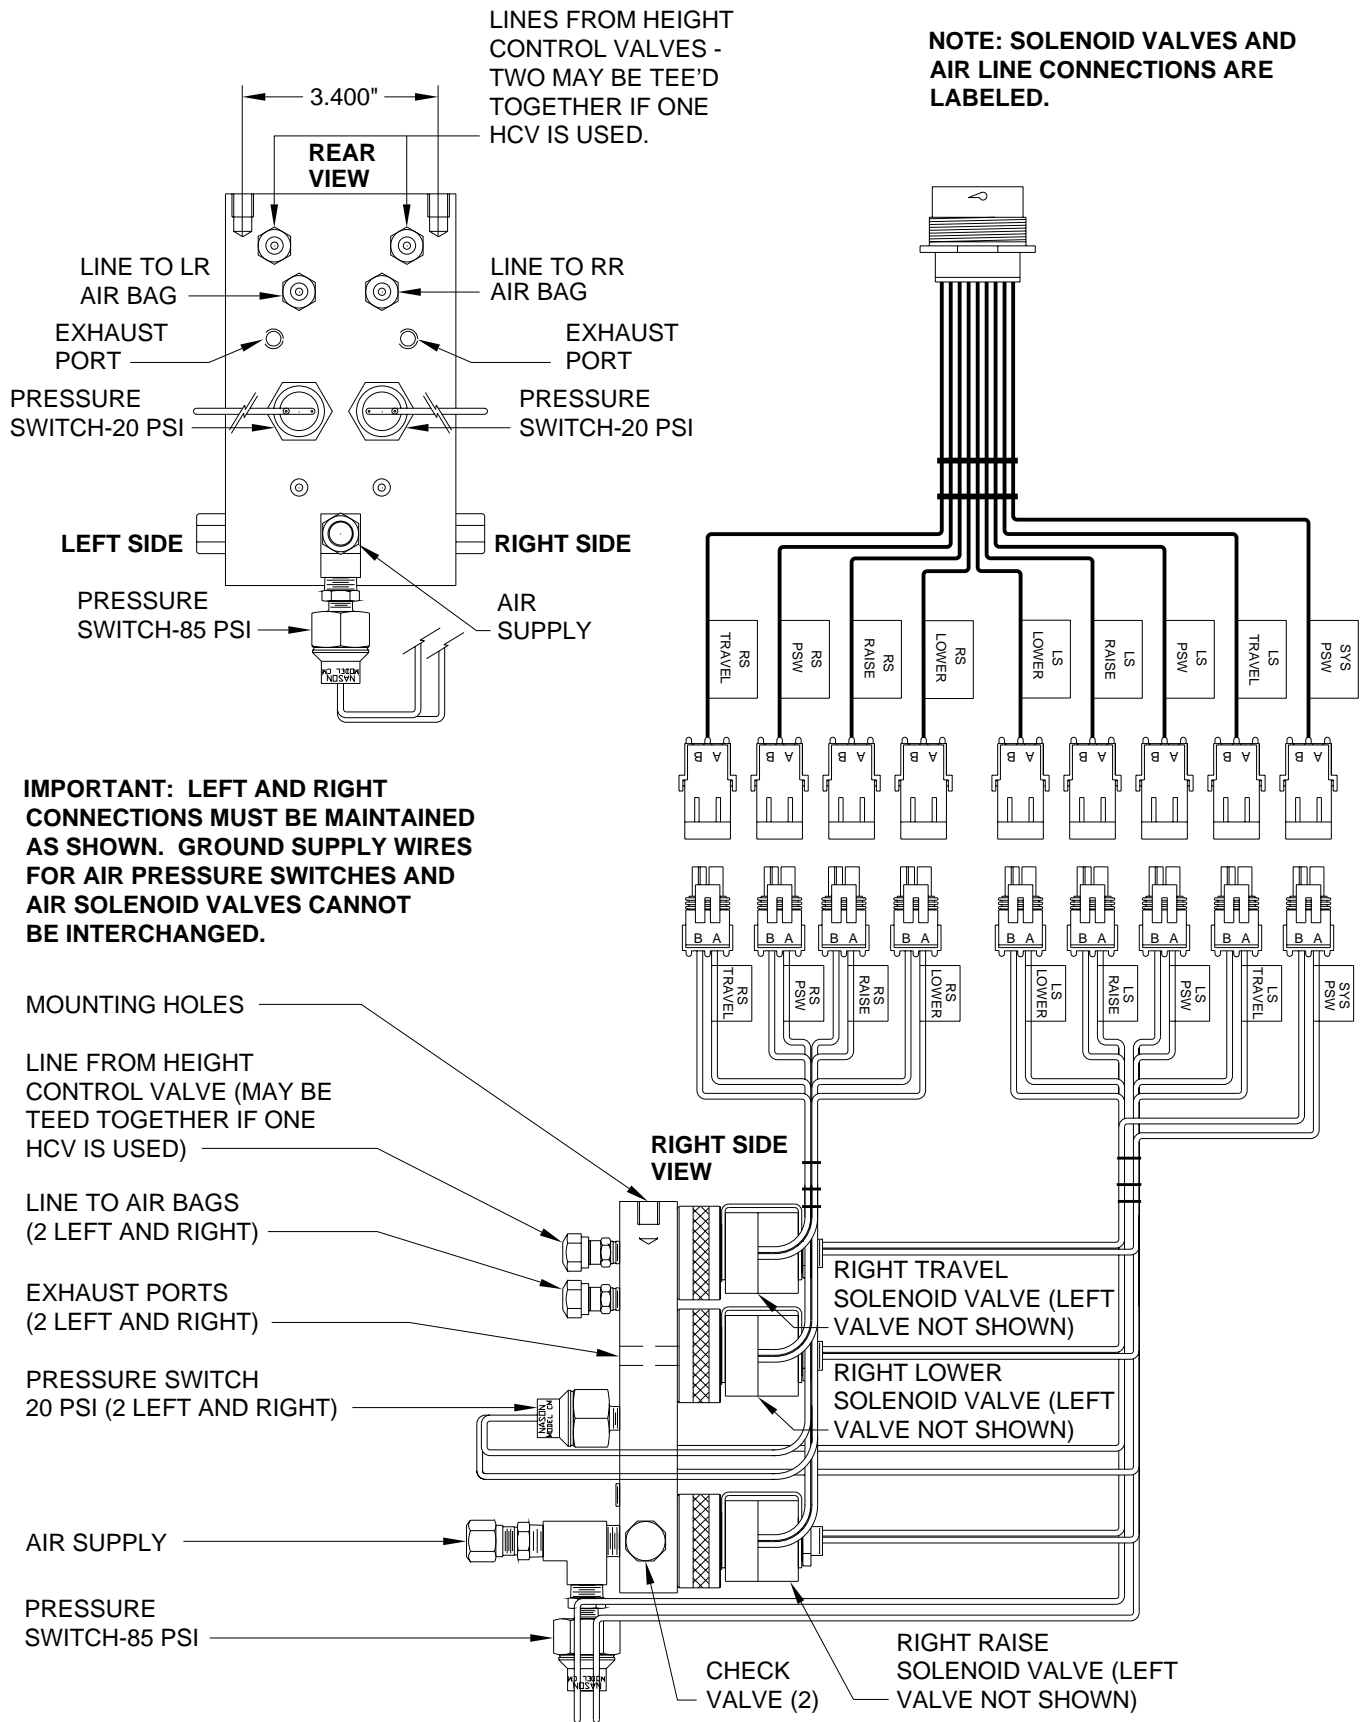 LINES FROM HEIGHT
CONTROL VALVES -
TWO MAY BE TEE'D
TOGETHER IF ONE
HCV IS USED.
NOTE: SOLENOID VALVES AND
AIR LINE CONNECTIONS ARE
LABELED.
3.400"
REAR
VIEW
LINE TO LR
AIR BAG
LINE TO RR
AIR BAG
EXHAUST
PORT
EXHAUST
PORT
PRESSURE
SWITCH-20 PSI
PRESSURE
SWITCH-20 PSI
LEFT SIDE
RIGHT SIDE
PRESSURE
SWITCH-85 PSI
AIR
SUPPLY
NASON
MODEL CM
RS
TRAVEL
RS
PSW
RS
RAISE
RS
LOWER
LS
LOWER
LS
RAISE
LS
PSW
LS
TRAVEL
SYS
PSW
B A
B A
B A
B A
B A
B A
B A
B A
B A
IMPORTANT: LEFT AND RIGHT
CONNECTIONS MUST BE MAINTAINED
AS SHOWN. GROUND SUPPLY WIRES
FOR AIR PRESSURE SWITCHES AND
AIR SOLENOID VALVES CANNOT
BE INTERCHANGED.
B A
B A
B A
B A
B A
B A
B A
B A
B A
RS
TRAVEL
RS
PSW
RS
RAISE
RS
LOWER
LS
LOWER
LS
RAISE
LS
PSW
LS
TRAVEL
SYS
PSW
MOUNTING HOLES
LINE FROM HEIGHT
CONTROL VALVE (MAY BE
TEED TOGETHER IF ONE
HCV IS USED)
RIGHT SIDE
VIEW
LINE TO AIR BAGS
(2 LEFT AND RIGHT)
EXHAUST PORTS
(2 LEFT AND RIGHT)
RIGHT TRAVEL
SOLENOID VALVE (LEFT
VALVE NOT SHOWN)
PRESSURE SWITCH
20 PSI (2 LEFT AND RIGHT)
NASON
MODEL CM
RIGHT LOWER
SOLENOID VALVE (LEFT
VALVE NOT SHOWN)
AIR SUPPLY
PRESSURE
SWITCH-85 PSI
NASON
MODEL CM
CHECK
VALVE (2)
RIGHT RAISE
SOLENOID VALVE (LEFT
VALVE NOT SHOWN)